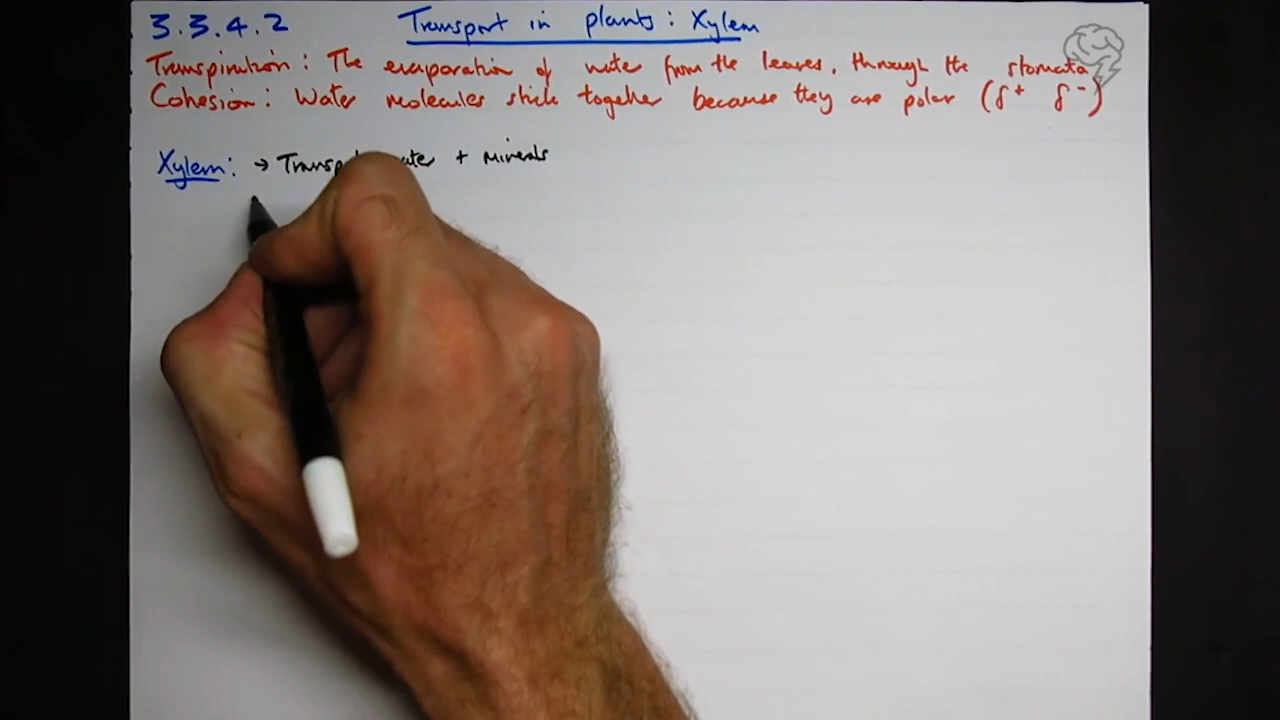 3.3.4.2 Transport in plants: Xylem
Transpiration: The evaporation of water from the leaves, through the stomata
Cohesion: Water molecules stick together because they are polar (δ+ δ-)
Xylem: → + minerals